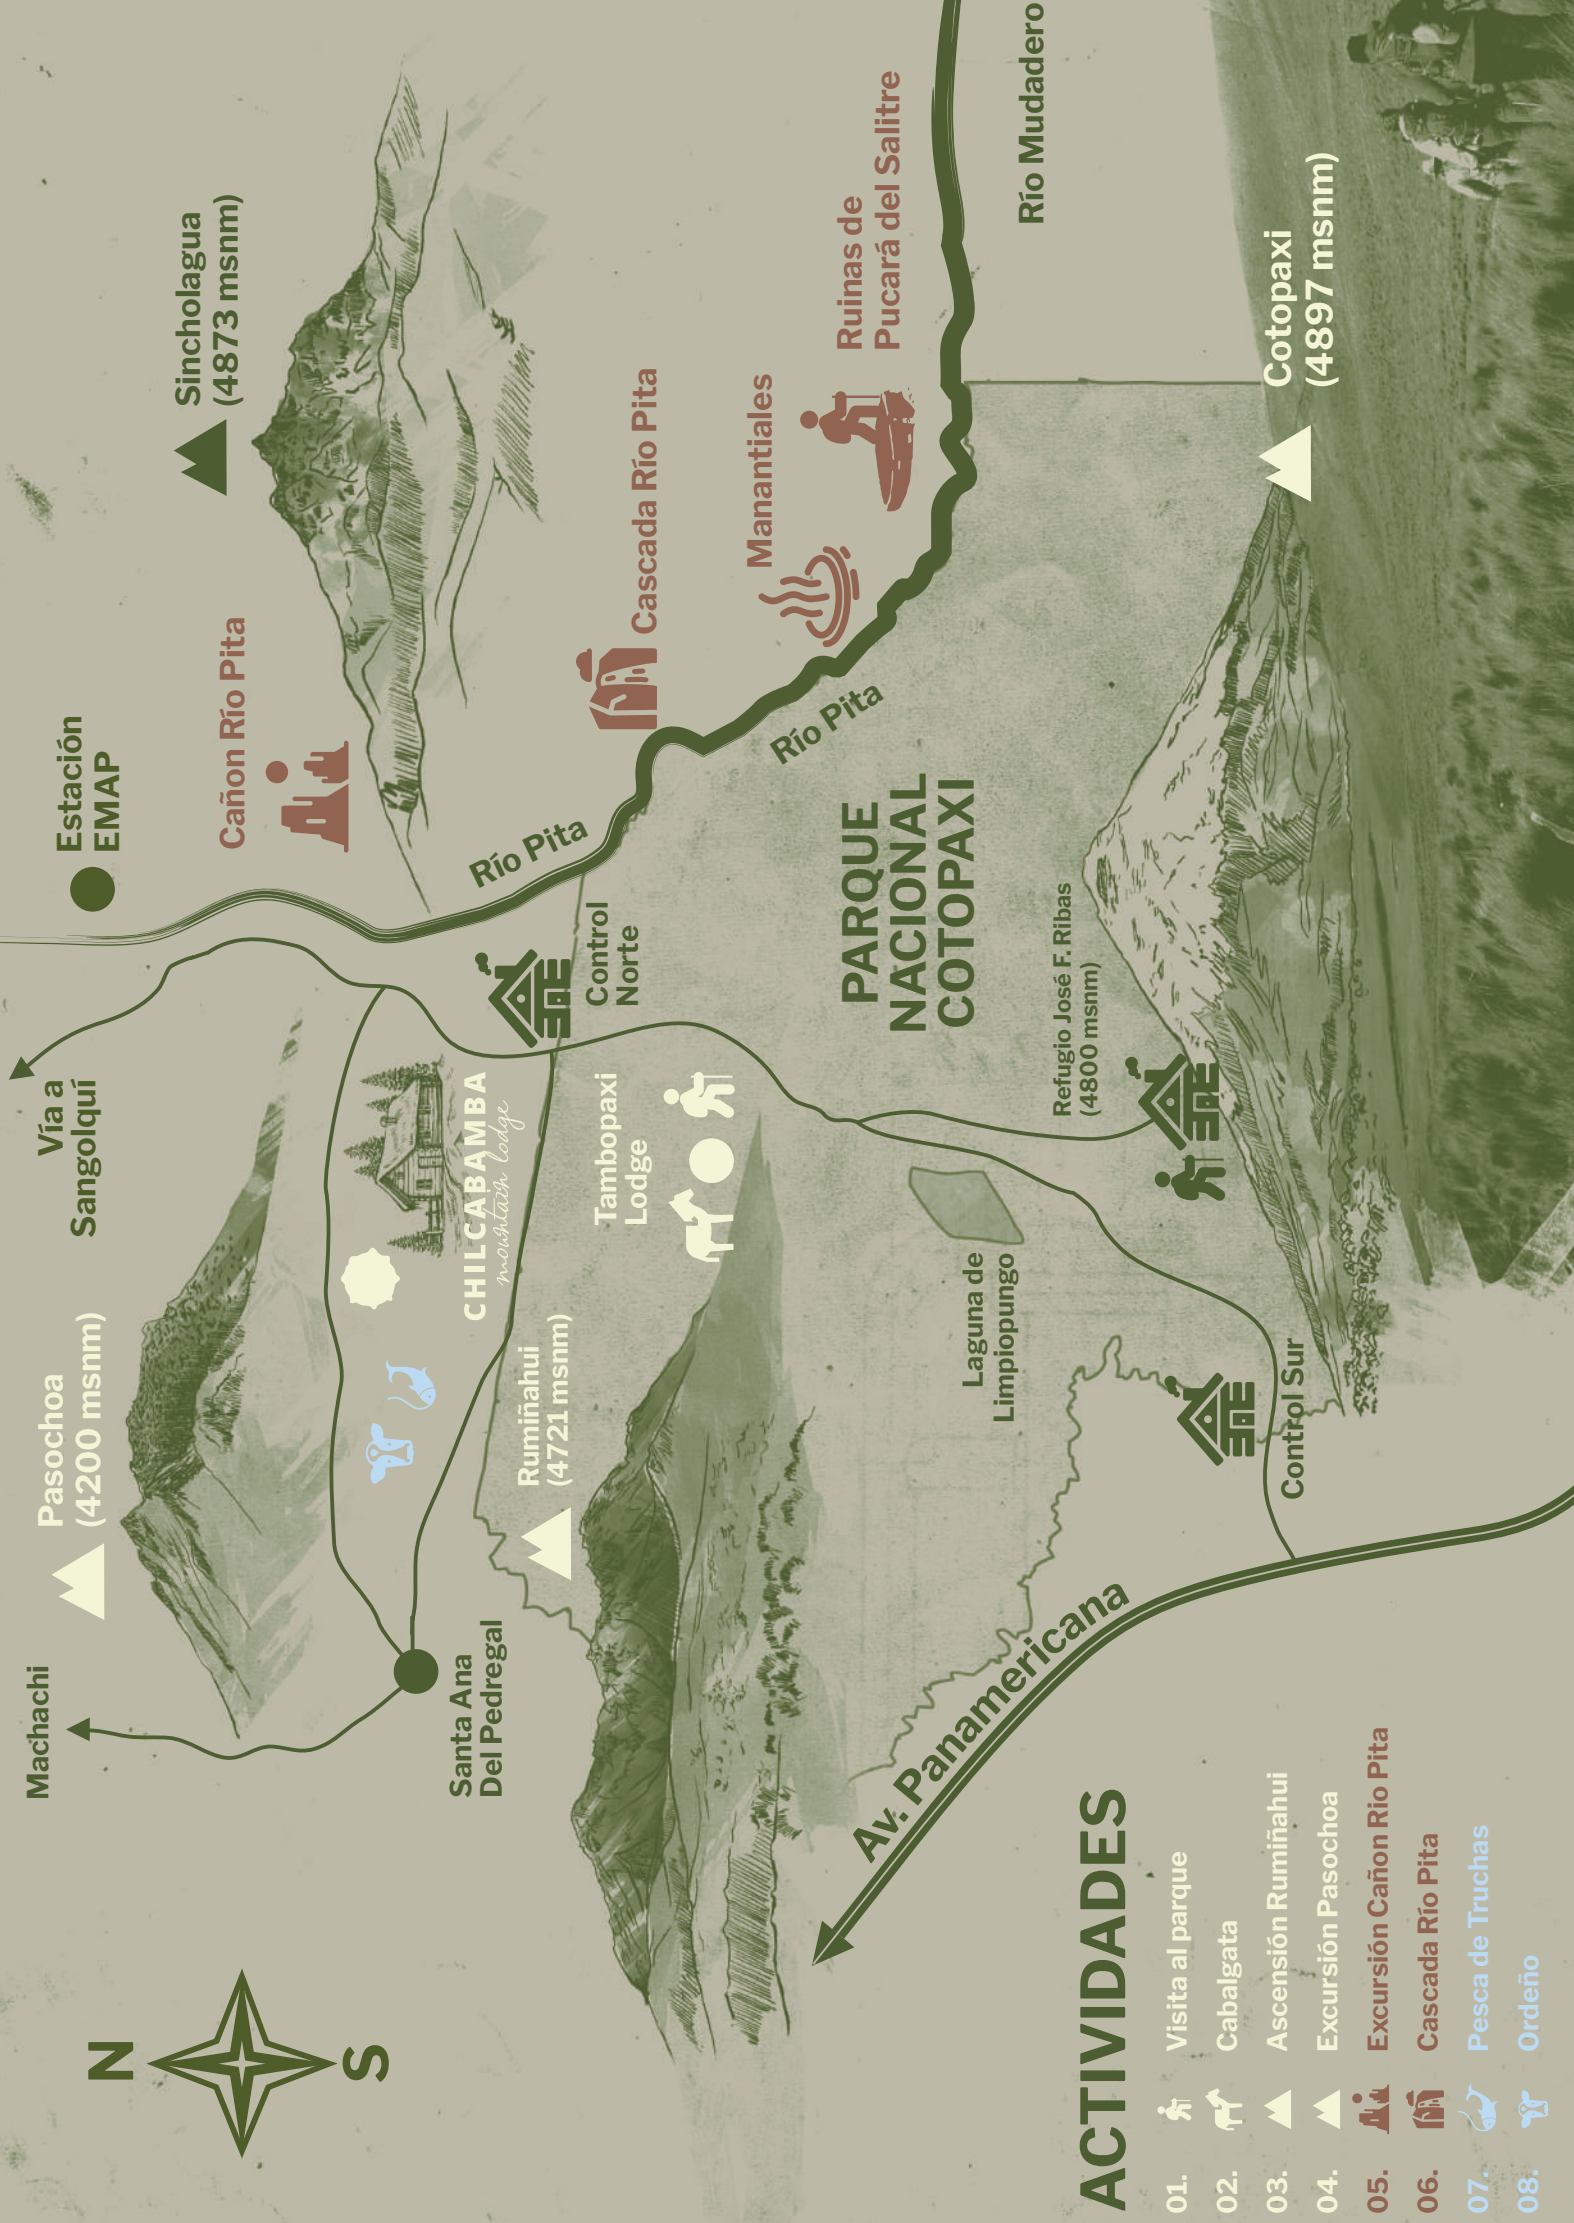 N
S
Machachi
Pasochoa
(4200 msnm)
Vía a
Sangolquí
Estación
EMAP
Sincholagua
(4873 msnm)
Cañon Río Pita
Santa Ana
Del Pedregal
CHILCABAMBA
mountain lodge
Río Pita
Rumiñahui
(4721 msnm)
Tambopaxi
Lodge
Control
Norte
Cascada Río Pita
Manantiales
Ruinas de
Pucará del Salitre
Río Pita
PARQUE
NACIONAL
COTOPAXI
Río Mudadero
Laguna de
Limpiopungo
Refugio José F. Ribas
(4800 msnm)
Av. Panamericana
Control Sur
Cotopaxi
(4897 msnm)
ACTIVIDADES
01. Visita al parque
02. Cabalgata
03. Ascensión Rumiñahui
04. Excursión Pasochoa
05. Excursión Cañon Rio Pita
06. Cascada Río Pita
07. Pesca de Truchas
08. Ordeño